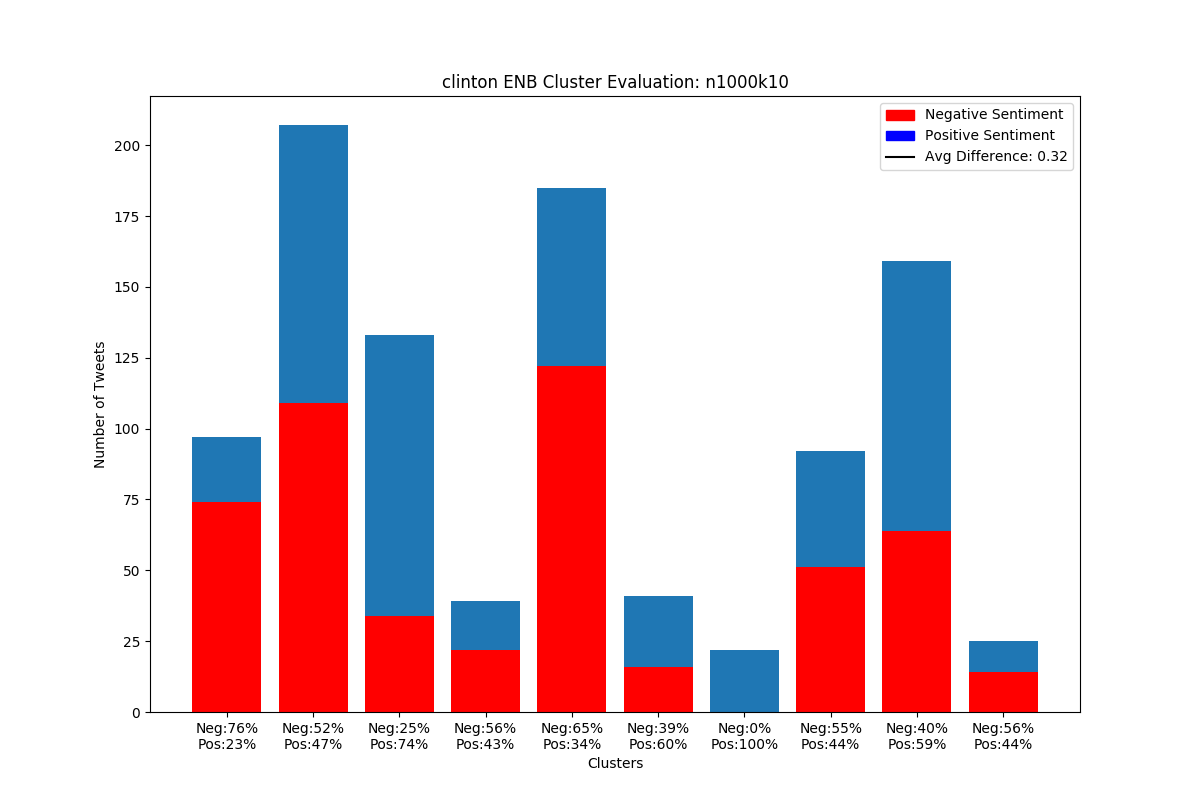 clinton ENB Cluster Evaluation: n1000k10
Negative Sentiment
Positive Sentiment
Avg Difference: 0.32
Number of Tweets
200
175
150
125
100
75
50
25
0
Neg:76% Neg:52% Neg:25% Neg:56% Neg:65% Neg:39% Neg:0% Neg:55% Neg:40% Neg:56%
Pos:23% Pos:47% Pos:74% Pos:43% Pos:34% Pos:60% Pos:100% Pos:44% Pos:59% Pos:44%
Clusters